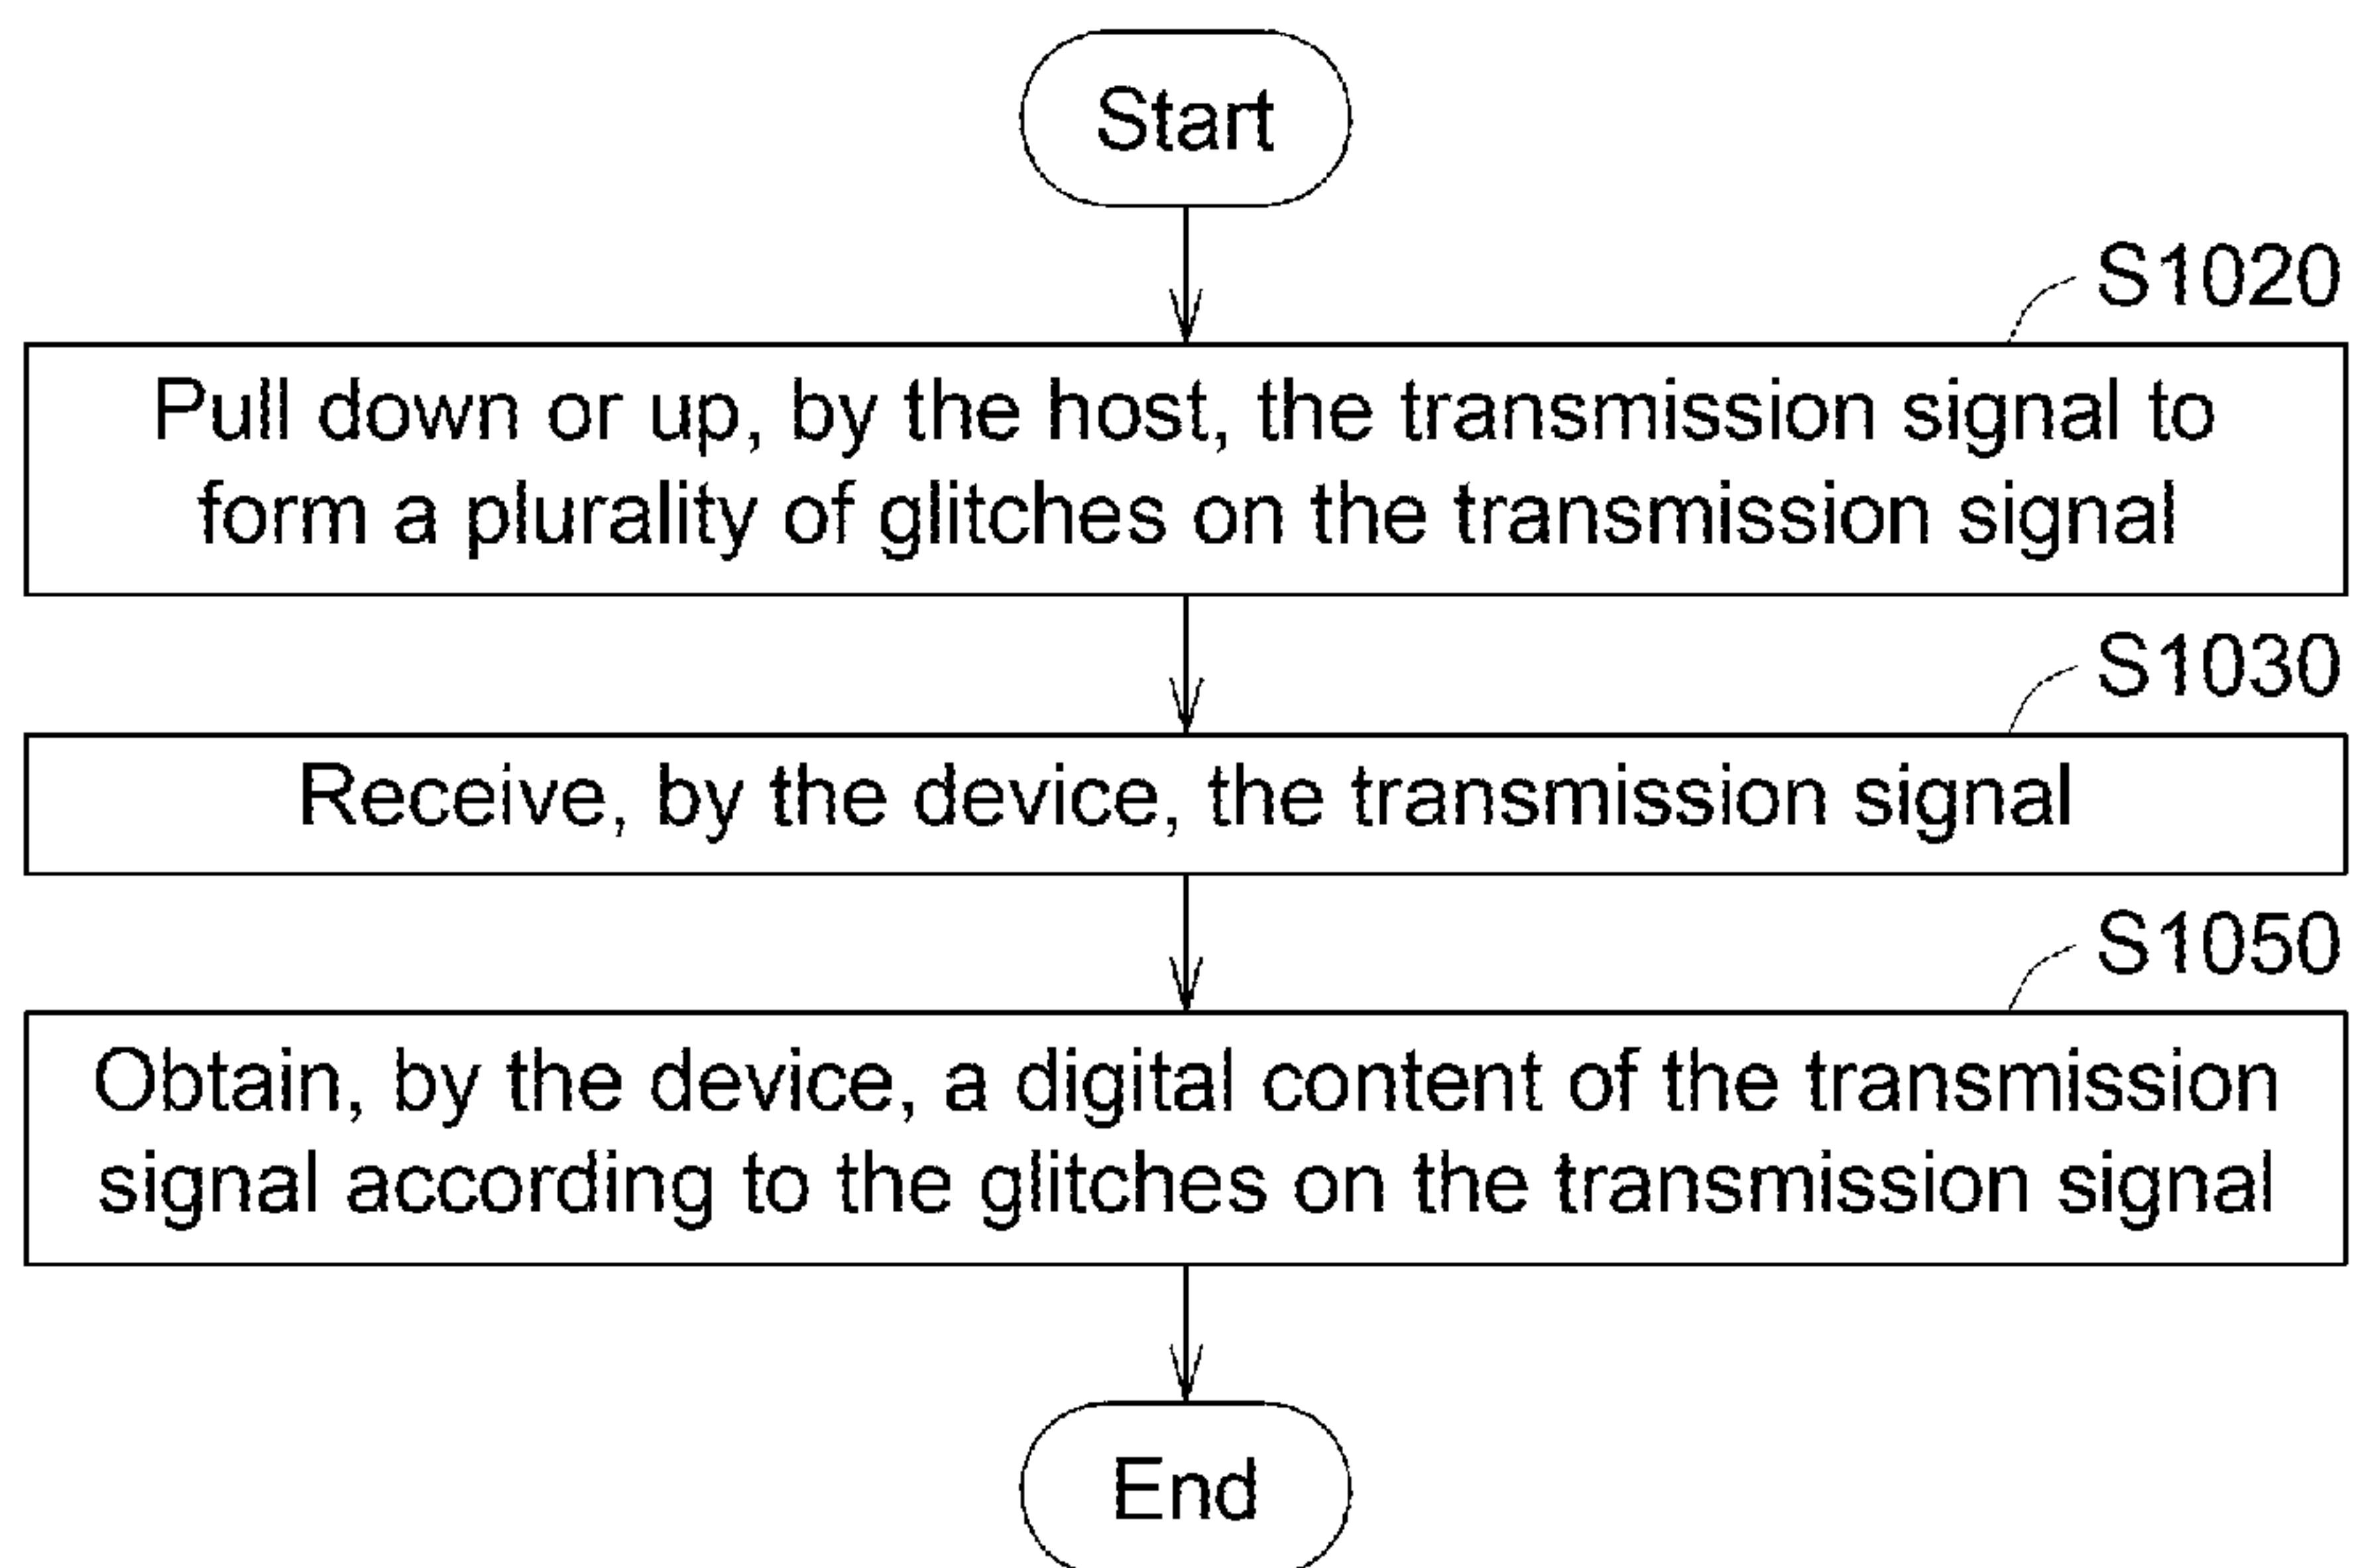 Start
S1020
Pull down or up, by the host, the transmission signal to
form a plurality of glitches on the transmission signal
S1030
Receive, by the device, the transmission signal
S1050
Obtain, by the device, a digital content of the transmission
signal according to the glitches on the transmission signal
End